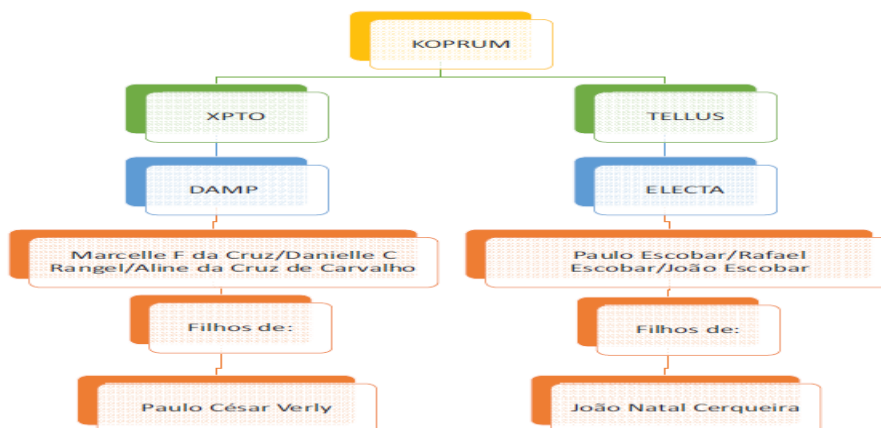 KOPRUM
XPTO
TELLUS
DAMP
ELECTA
Marcelle F da Cruz/Danielle C
Rangel/Aline da Cruz de Carvalho
Paulo Escobar/Rafael
Escobar/João Escobar
Filhos de:
Filhos de:
Paulo César Verly
João Natal Cerqueira